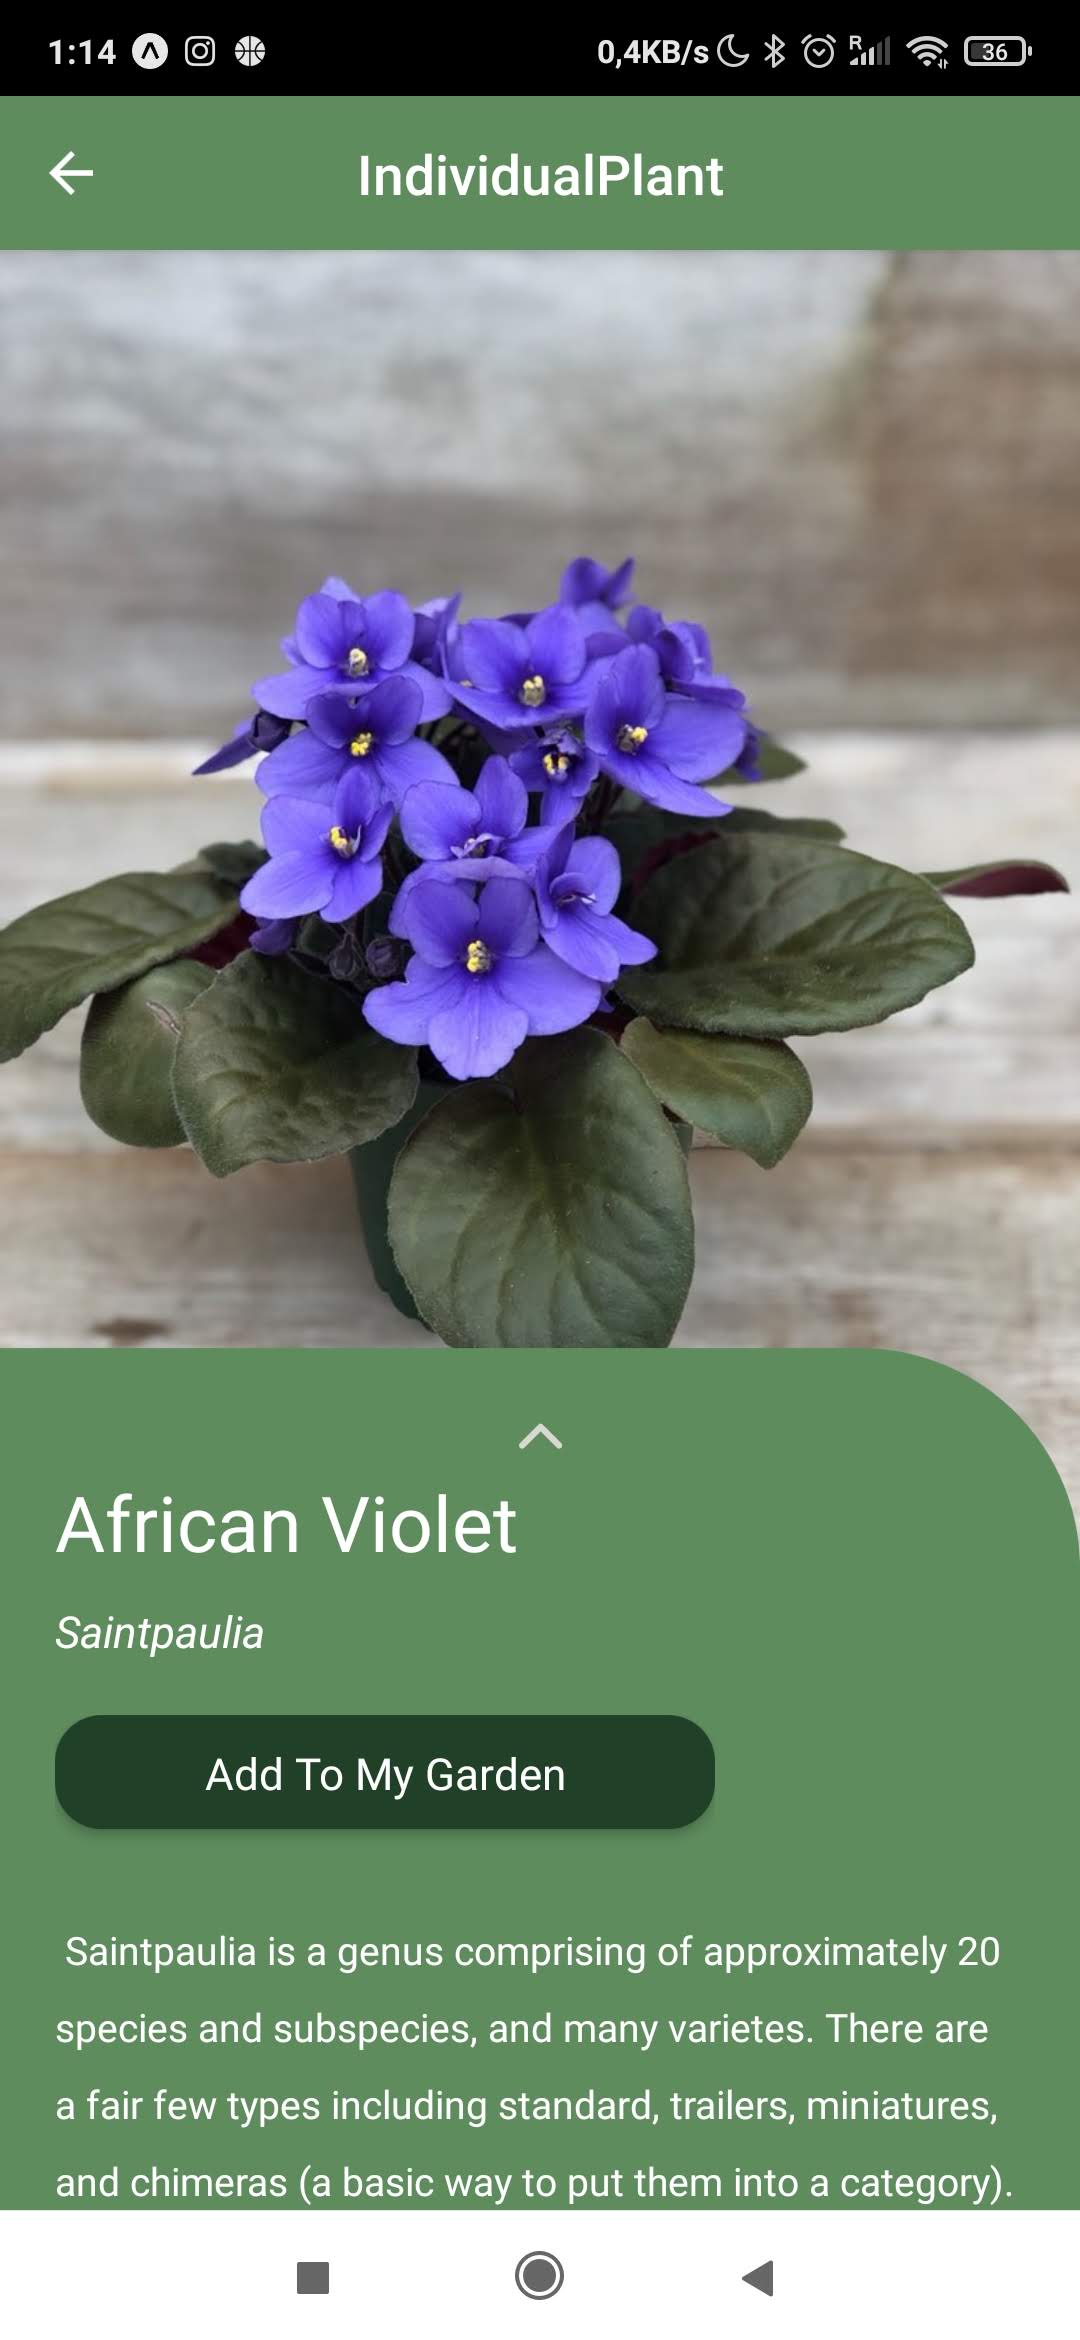 1:14 0,4KB/s R 36
IndividualPlant
African Violet
Saintpaulia
Add To My Garden
Saintpaulia is a genus comprising of approximately 20
species and subspecies, and many varietes. There are
a fair few types including standard, trailers, miniatures,
and chimeras (a basic way to put them into a category).